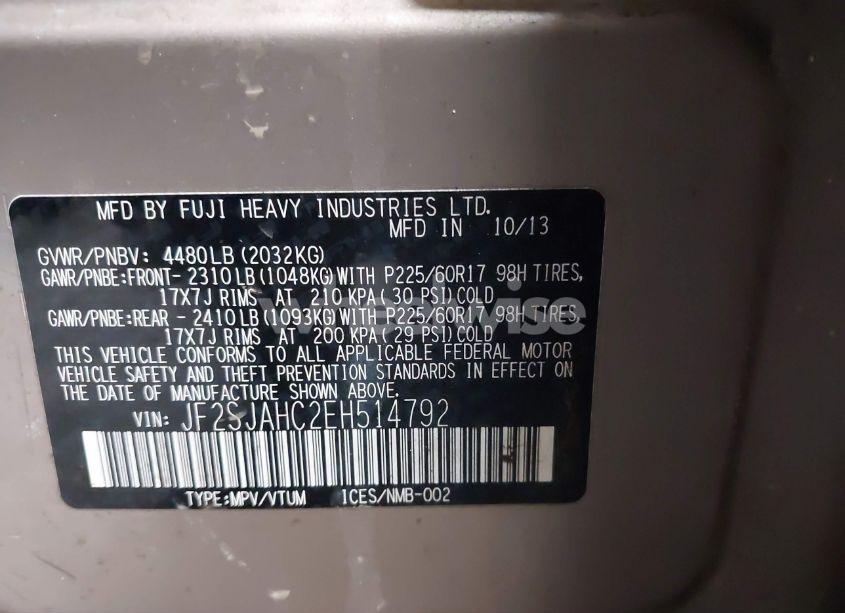 MFD BY FUJI HEAVY INDUSTRIES LTD.
MFD IN 10/13
GVWR/PNBV: 4480LB (2032KG)
GAWR/PNBE:FRONT- 2310LB(1048KG)WITH P225/60R17 98H TIRES,
17X7J RIMS AT 210 KPA(30 PSI)COLD
GAWR/PNBE:REAR - 2410LB(1093KG)WITH P225/60R17 98H TIRES,
17X7J RIMS AT 200 KPA(29 PSI)COLD
THIS VEHICLE CONFORMS TO ALL APPLICABLE FEDERAL MOTOR
VEHICLE SAFETY AND THEFT PREVENTION STANDARDS IN EFFECT ON
THE DATE OF MANUFACTURE SHOWN ABOVE.
VIN: JF2SJAHC2EH514792
TYPE:MPV/VTUM ICES/NMB-002